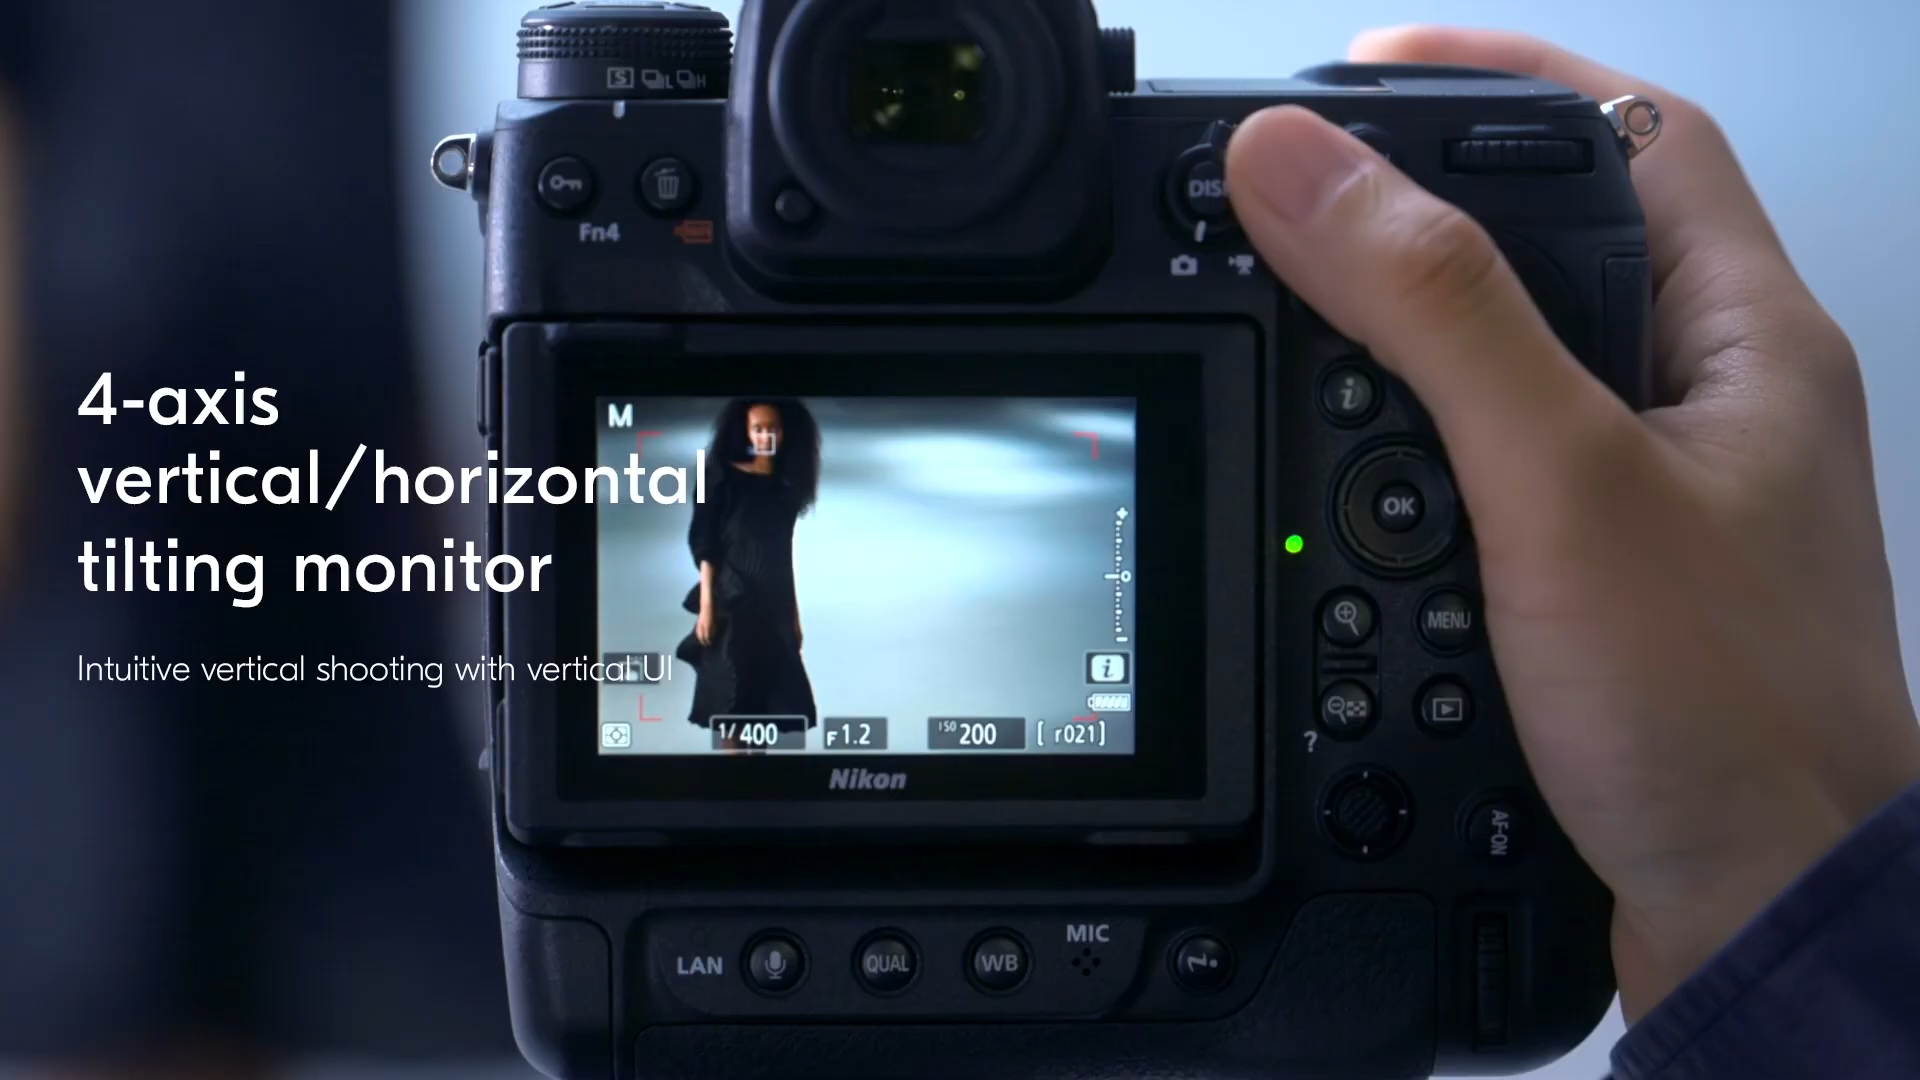 S L H
Fn4
DIS
4-axis
vertical/horizontal
tilting monitor
Intuitive vertical shooting with vertical UI
M
i
OK
MENU
i
1/400 F1.2 ISO 200 [r021]
?
Nikon
AF-ON
LAN QUAL WB MIC